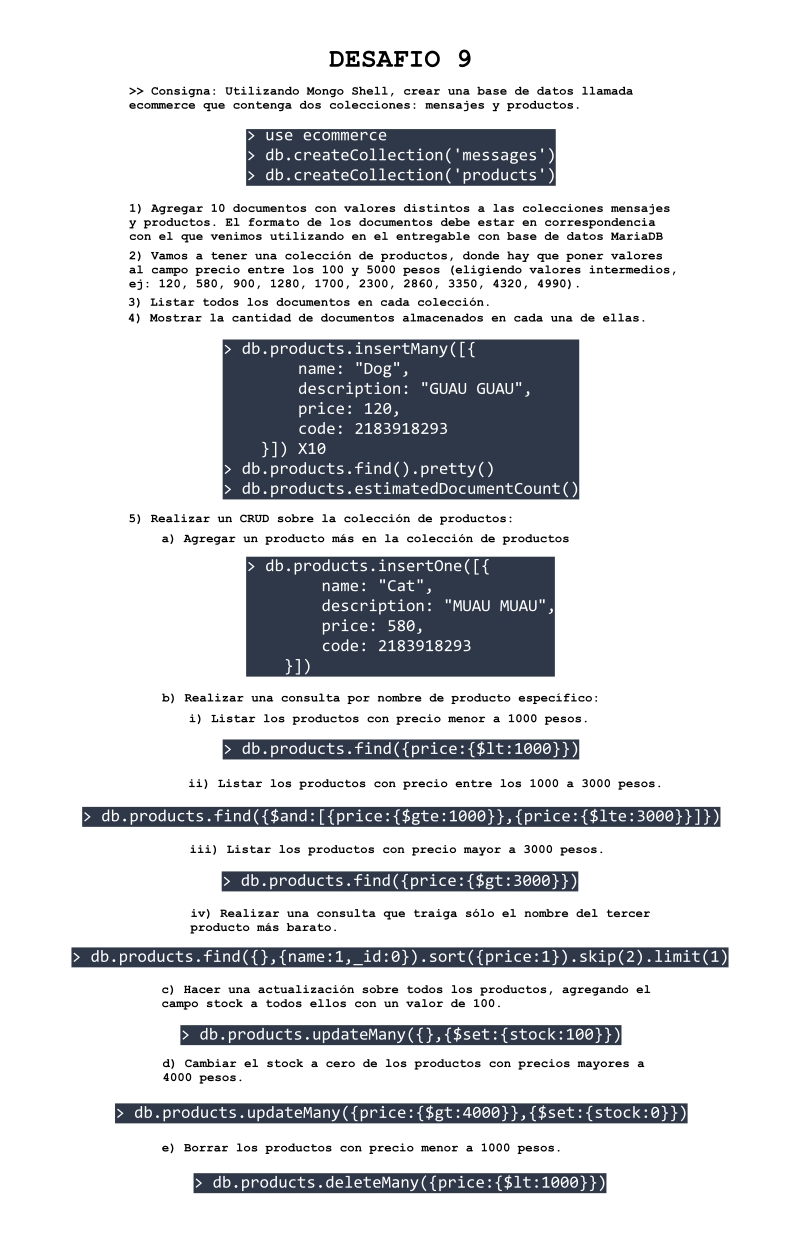 DESAFIO 9
>> Consigna: Utilizando Mongo Shell, crear una base de datos llamada
ecommerce que contenga dos colecciones: mensajes y productos.
> use ecommerce
> db.createCollection('messages')
> db.createCollection('products')
1) Agregar 10 documentos con valores distintos a las colecciones mensajes
y productos. El formato de los documentos debe estar en correspondencia
con el que venimos utilizando en el entregable con base de datos MariaDB
2) Vamos a tener una colección de productos, donde hay que poner valores
al campo precio entre los 100 y 5000 pesos (eligiendo valores intermedios,
ej: 120, 580, 900, 1280, 1700, 2300, 2860, 3350, 4320, 4990).
3) Listar todos los documentos en cada colección.
4) Mostrar la cantidad de documentos almacenados en cada una de ellas.
> db.products.insertMany([{
name: "Dog",
description: "GUAU GUAU",
price: 120,
code: 2183918293
}]) X10
> db.products.find().pretty()
> db.products.estimatedDocumentCount()
5) Realizar un CRUD sobre la colección de productos:
a) Agregar un producto más en la colección de productos
> db.products.insertOne([{
name: "Cat",
description: "MUAU MUAU",
price: 580,
code: 2183918293
}])
b) Realizar una consulta por nombre de producto específico:
i) Listar los productos con precio menor a 1000 pesos.
> db.products.find({price:{$lt:1000}})
ii) Listar los productos con precio entre los 1000 a 3000 pesos.
> db.products.find({$and:[{price:{$gte:1000}},{price:{$lte:3000}}]})
iii) Listar los productos con precio mayor a 3000 pesos.
> db.products.find({price:{$gt:3000}})
iv) Realizar una consulta que traiga sólo el nombre del tercer
producto más barato.
> db.products.find({},{name:1,_id:0}).sort({price:1}).skip(2).limit(1)
c) Hacer una actualización sobre todos los productos, agregando el
campo stock a todos ellos con un valor de 100.
> db.products.updateMany({},{$set:{stock:100}})
d) Cambiar el stock a cero de los productos con precios mayores a
4000 pesos.
> db.products.updateMany({price:{$gt:4000}},{$set:{stock:0}})
e) Borrar los productos con precio menor a 1000 pesos.
> db.products.deleteMany({price:{$lt:1000}})